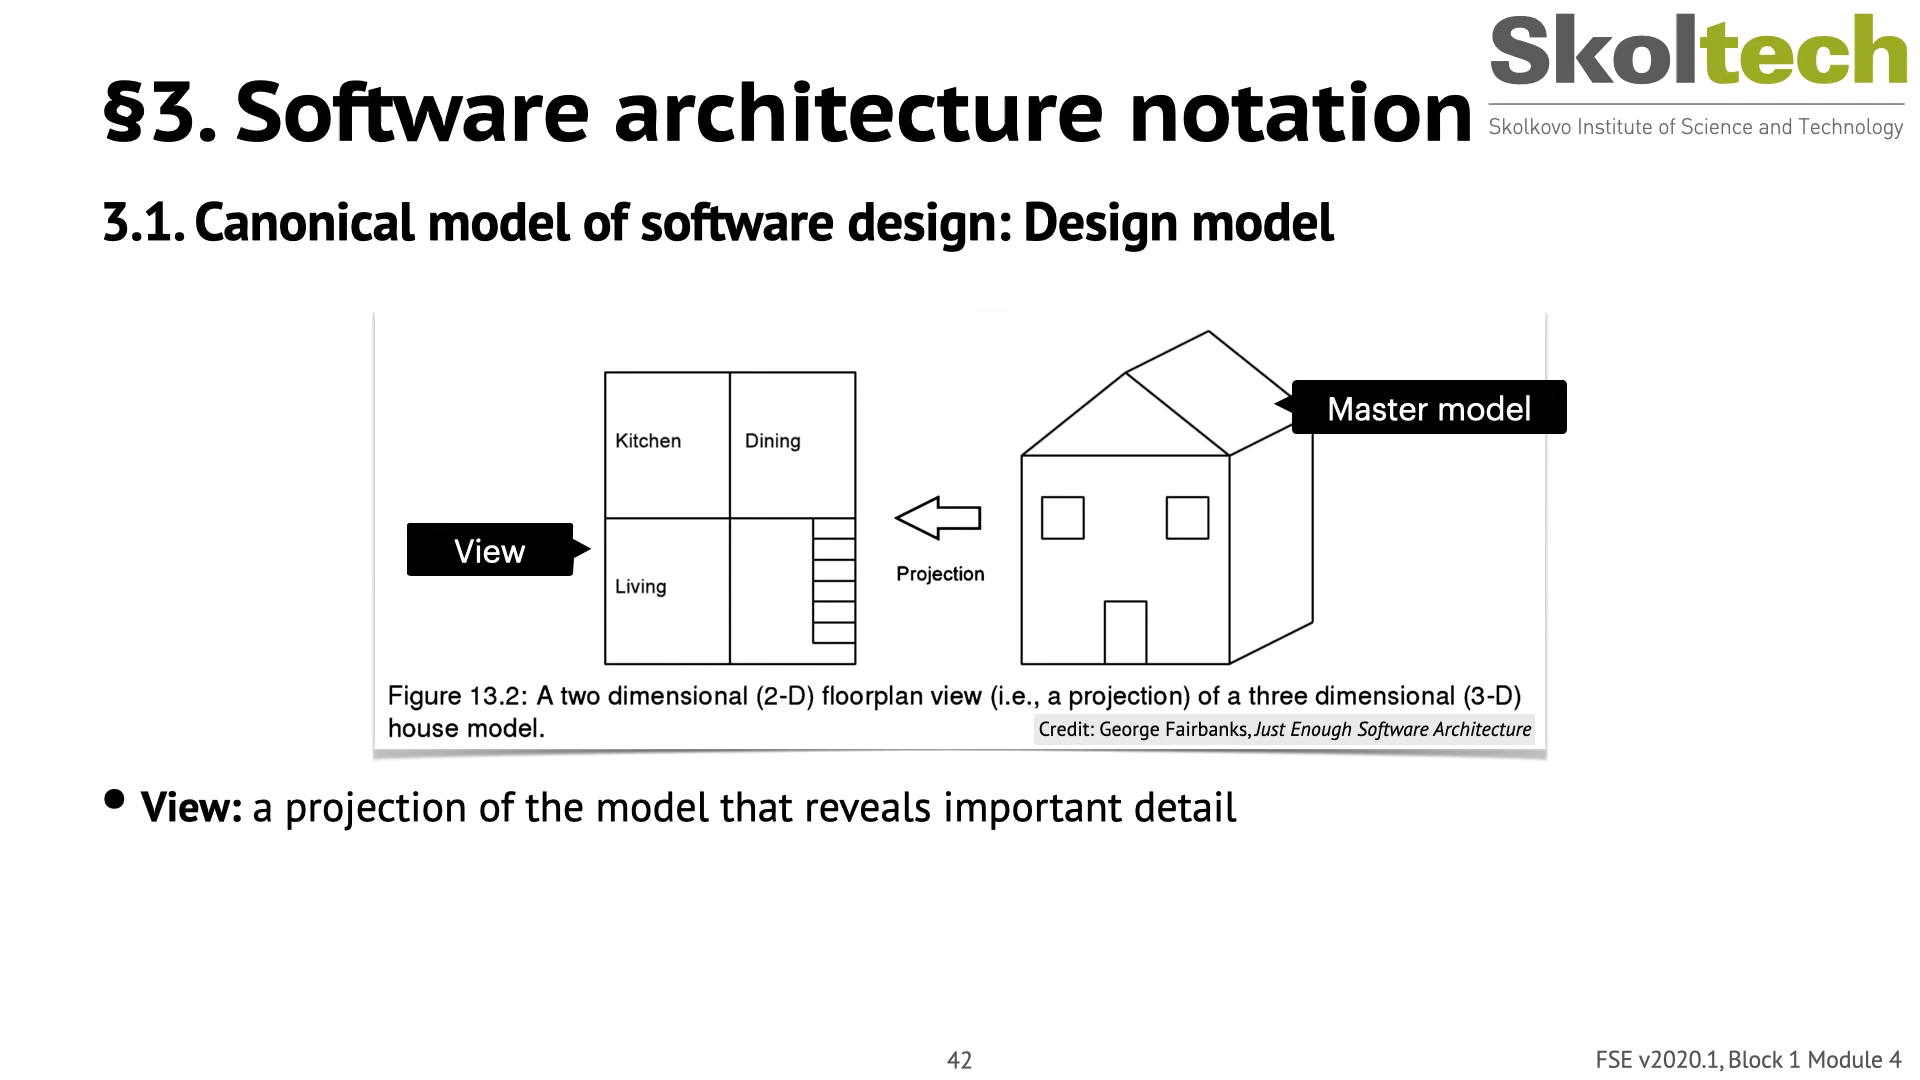 Skoltech
Skolkovo Institute of Science and Technology
§3. Software architecture notation
3.1. Canonical model of software design: Design model
Kitchen
Dining
Living
View
Projection
Master model
Figure 13.2: A two dimensional (2-D) floorplan view (i.e., a projection) of a three dimensional (3-D)
house model.
Credit: George Fairbanks, Just Enough Software Architecture
• View: a projection of the model that reveals important detail
42
FSE v2020.1, Block 1 Module 4